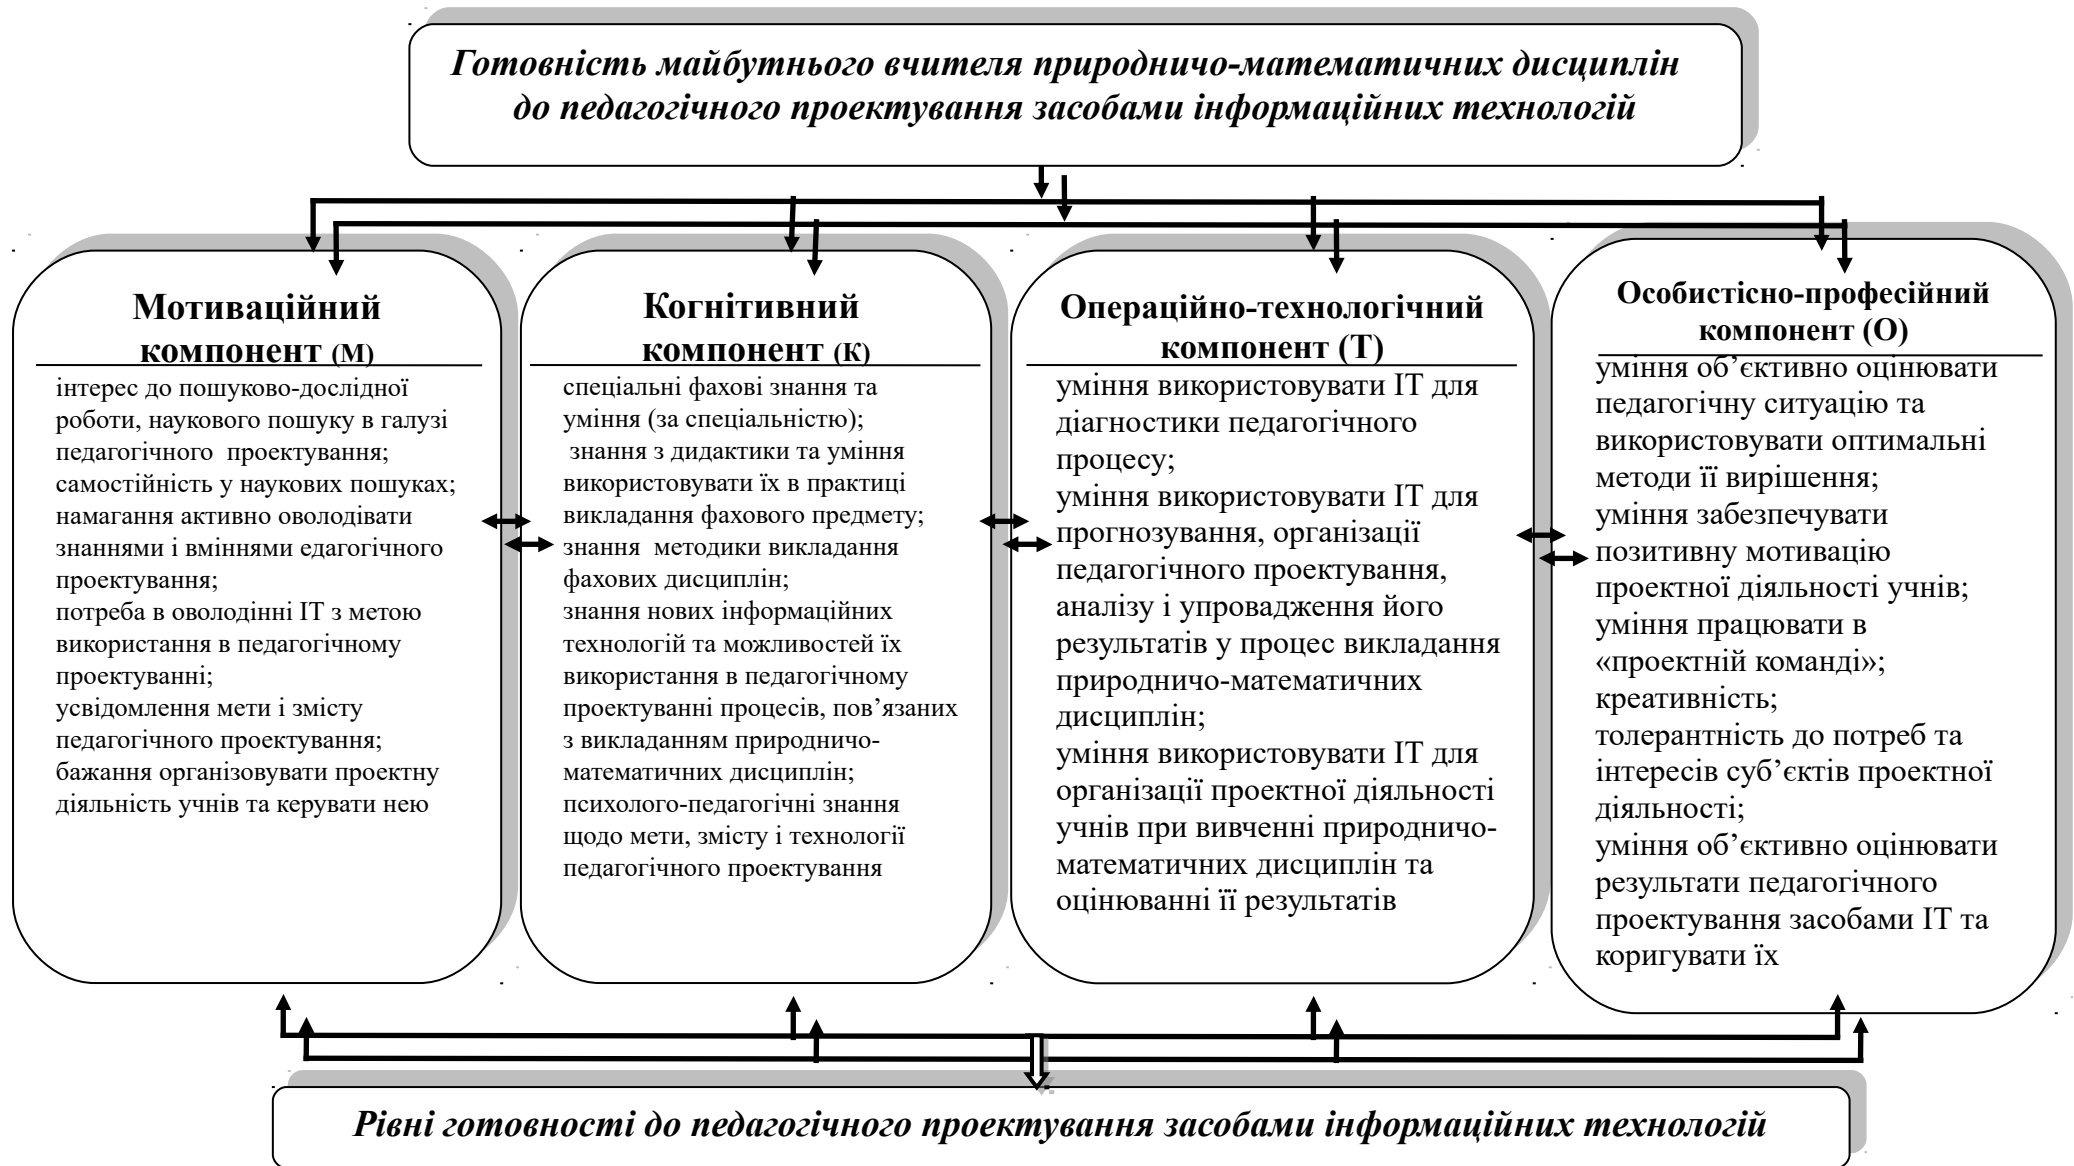 Готовність майбутнього вчителя природничо-математичних дисциплін
до педагогічного проектування засобами інформаційних технологій
Мотиваційний
компонент (М)
інтерес до пошуково-дослідної
роботи, наукового пошуку в галузі
педагогічного проектування;
самостійність у наукових пошуках;
намагання активно оволодівати
знаннями і вміннями едагогічного
проектування;
потреба в оволодінні ІТ з метою
використання в педагогічному
проектуванні;
усвідомлення мети і змісту
педагогічного проектування;
бажання організовувати проектну
діяльність учнів та керувати нею
Когнітивний
компонент (К)
спеціальні фахові знання та
уміння (за спеціальністю);
знання з дидактики та уміння
використовувати їх в практиці
викладання фахового предмету;
знання методики викладання
фахових дисциплін;
знання нових інформаційних
технологій та можливостей їх
використання в педагогічному
проектуванні процесів, пов’язаних
з викладанням природничо-
математичних дисциплін;
психолого-педагогічні знання
щодо мети, змісту і технології
педагогічного проектування
Операційно-технологічний
компонент (Т)
уміння використовувати ІТ для
діагностики педагогічного
процесу;
уміння використовувати ІТ для
прогнозування, організації
педагогічного проектування,
аналізу і упровадження його
результатів у процес викладання
природничо-математичних
дисциплін;
уміння використовувати ІТ для
організації проектної діяльності
учнів при вивченні природничо-
математичних дисциплін та
оцінюванні її результатів
Особистісно-професійний
компонент (О)
уміння об’єктивно оцінювати
педагогічну ситуацію та
використовувати оптимальні
методи її вирішення;
уміння забезпечувати
позитивну мотивацію
проектної діяльності учнів;
уміння працювати в
«проектній команді»;
креативність;
толерантність до потреб та
інтересів суб’єктів проектної
діяльності;
уміння об’єктивно оцінювати
результати педагогічного
проектування засобами ІТ та
коригувати їх
Рівні готовності до педагогічного проектування засобами інформаційних технологій